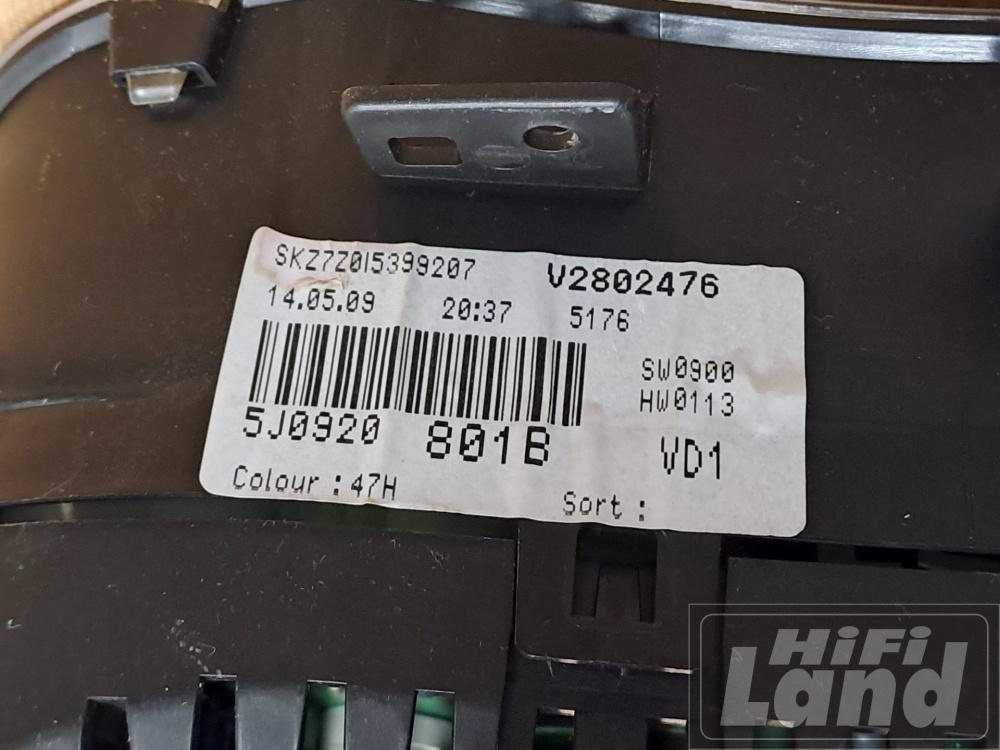 SKZ7Z0I5399207 V2802476
14.05.09 20:37 5176
SW0900
HW0113
5J0920 801B VD1
Colour : 47H Sort :
HiFi
Land